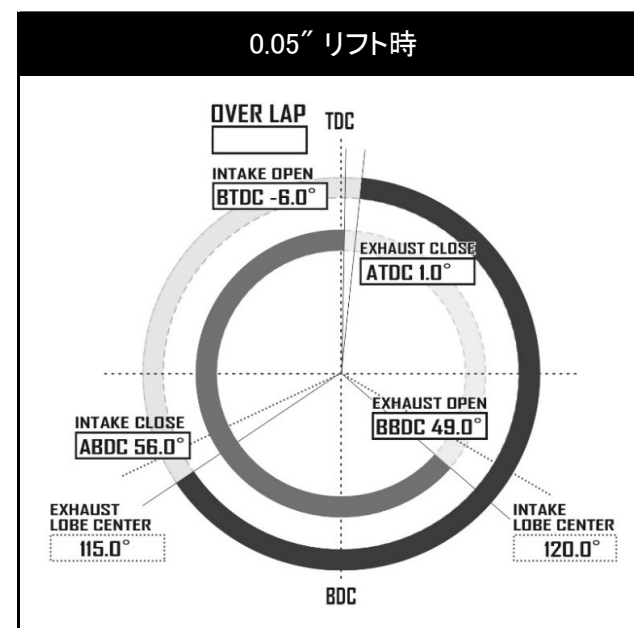 0.05″ リフト時
OVER LAP
TDC
INTAKE OPEN
BTDC -6.0°
EXHAUST CLOSE
ATDC 1.0°
EXHAUST OPEN
BBDC 49.0°
INTAKE CLOSE
ABDC 56.0°
EXHAUST
LOBE CENTER
115.0°
INTAKE
LOBE CENTER
120.0°
BDC